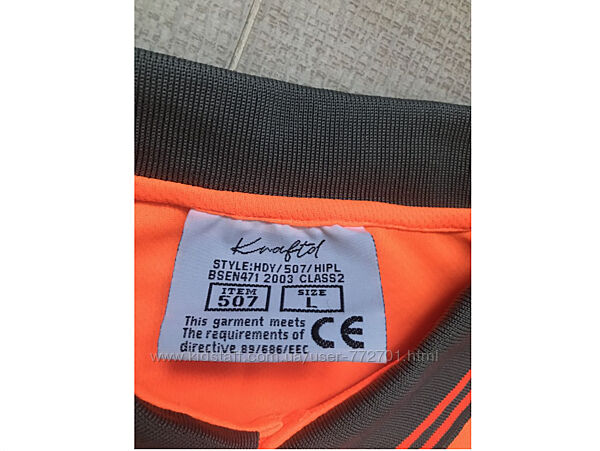 Kraftd
STYLE:HDY/507/HIPL
BSEN471 2003 CLASS2
ITEM SIZE
507 L
This garment meets
The requirements of
directive 89/686/EEC
CE
www.kidstaff.com.ua/user-772701.html